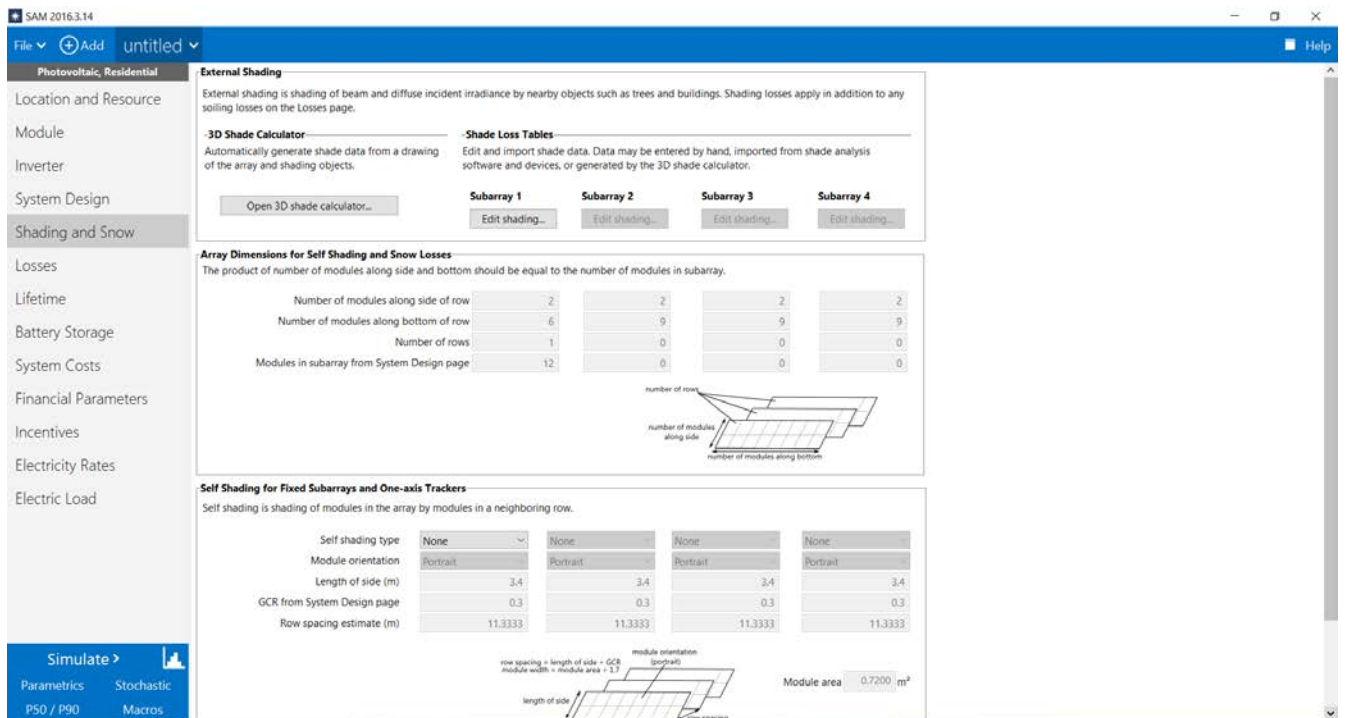 SAM 2016.3.14
File Add untitled Help
Photovoltaic, Residential
Location and Resource
Module
Inverter
System Design
Shading and Snow
Losses
Lifetime
Battery Storage
System Costs
Financial Parameters
Incentives
Electricity Rates
Electric Load
Simulate >
Parametrics Stochastic
P50 / P90 Macros
External Shading
External shading is shading of beam and diffuse incident irradiance by nearby objects such as trees and buildings. Shading losses apply in addition to any
soiling losses on the Losses page.
3D Shade Calculator
Automatically generate shade data from a drawing
of the array and shading objects.
Open 3D shade calculator...
Shade Loss Tables
Edit and import shade data. Data may be entered by hand, imported from shade analysis
software and devices, or generated by the 3D shade calculator.
Subarray 1 Subarray 2 Subarray 3 Subarray 4
Edit shading... Edit shading... Edit shading... Edit shading...
Array Dimensions for Self Shading and Snow Losses
The product of number of modules along side and bottom should be equal to the number of modules in subarray.
Number of modules along side of row 2 2 2 2
Number of modules along bottom of row 6 9 9 9
Number of rows 1 0 0 0
Modules in subarray from System Design page 12 0 0 0
number of rows
number of modules
along side
number of modules along bottom
Self Shading for Fixed Subarrays and One-axis Trackers
Self shading is shading of modules in the array by modules in a neighboring row.
Self shading type None None None None
Module orientation Portrait Portrait Portrait Portrait
Length of side (m) 3.4 3.4 3.4 3.4
GCR from System Design page 0.3 0.3 0.3 0.3
Row spacing estimate (m) 11.3333 11.3333 11.3333 11.3333
module orientation
(portrait)
row spacing = length of side ÷ GCR
module width = module area ÷ 1.7
length of side
row spacing
Module area 0.7200 m²